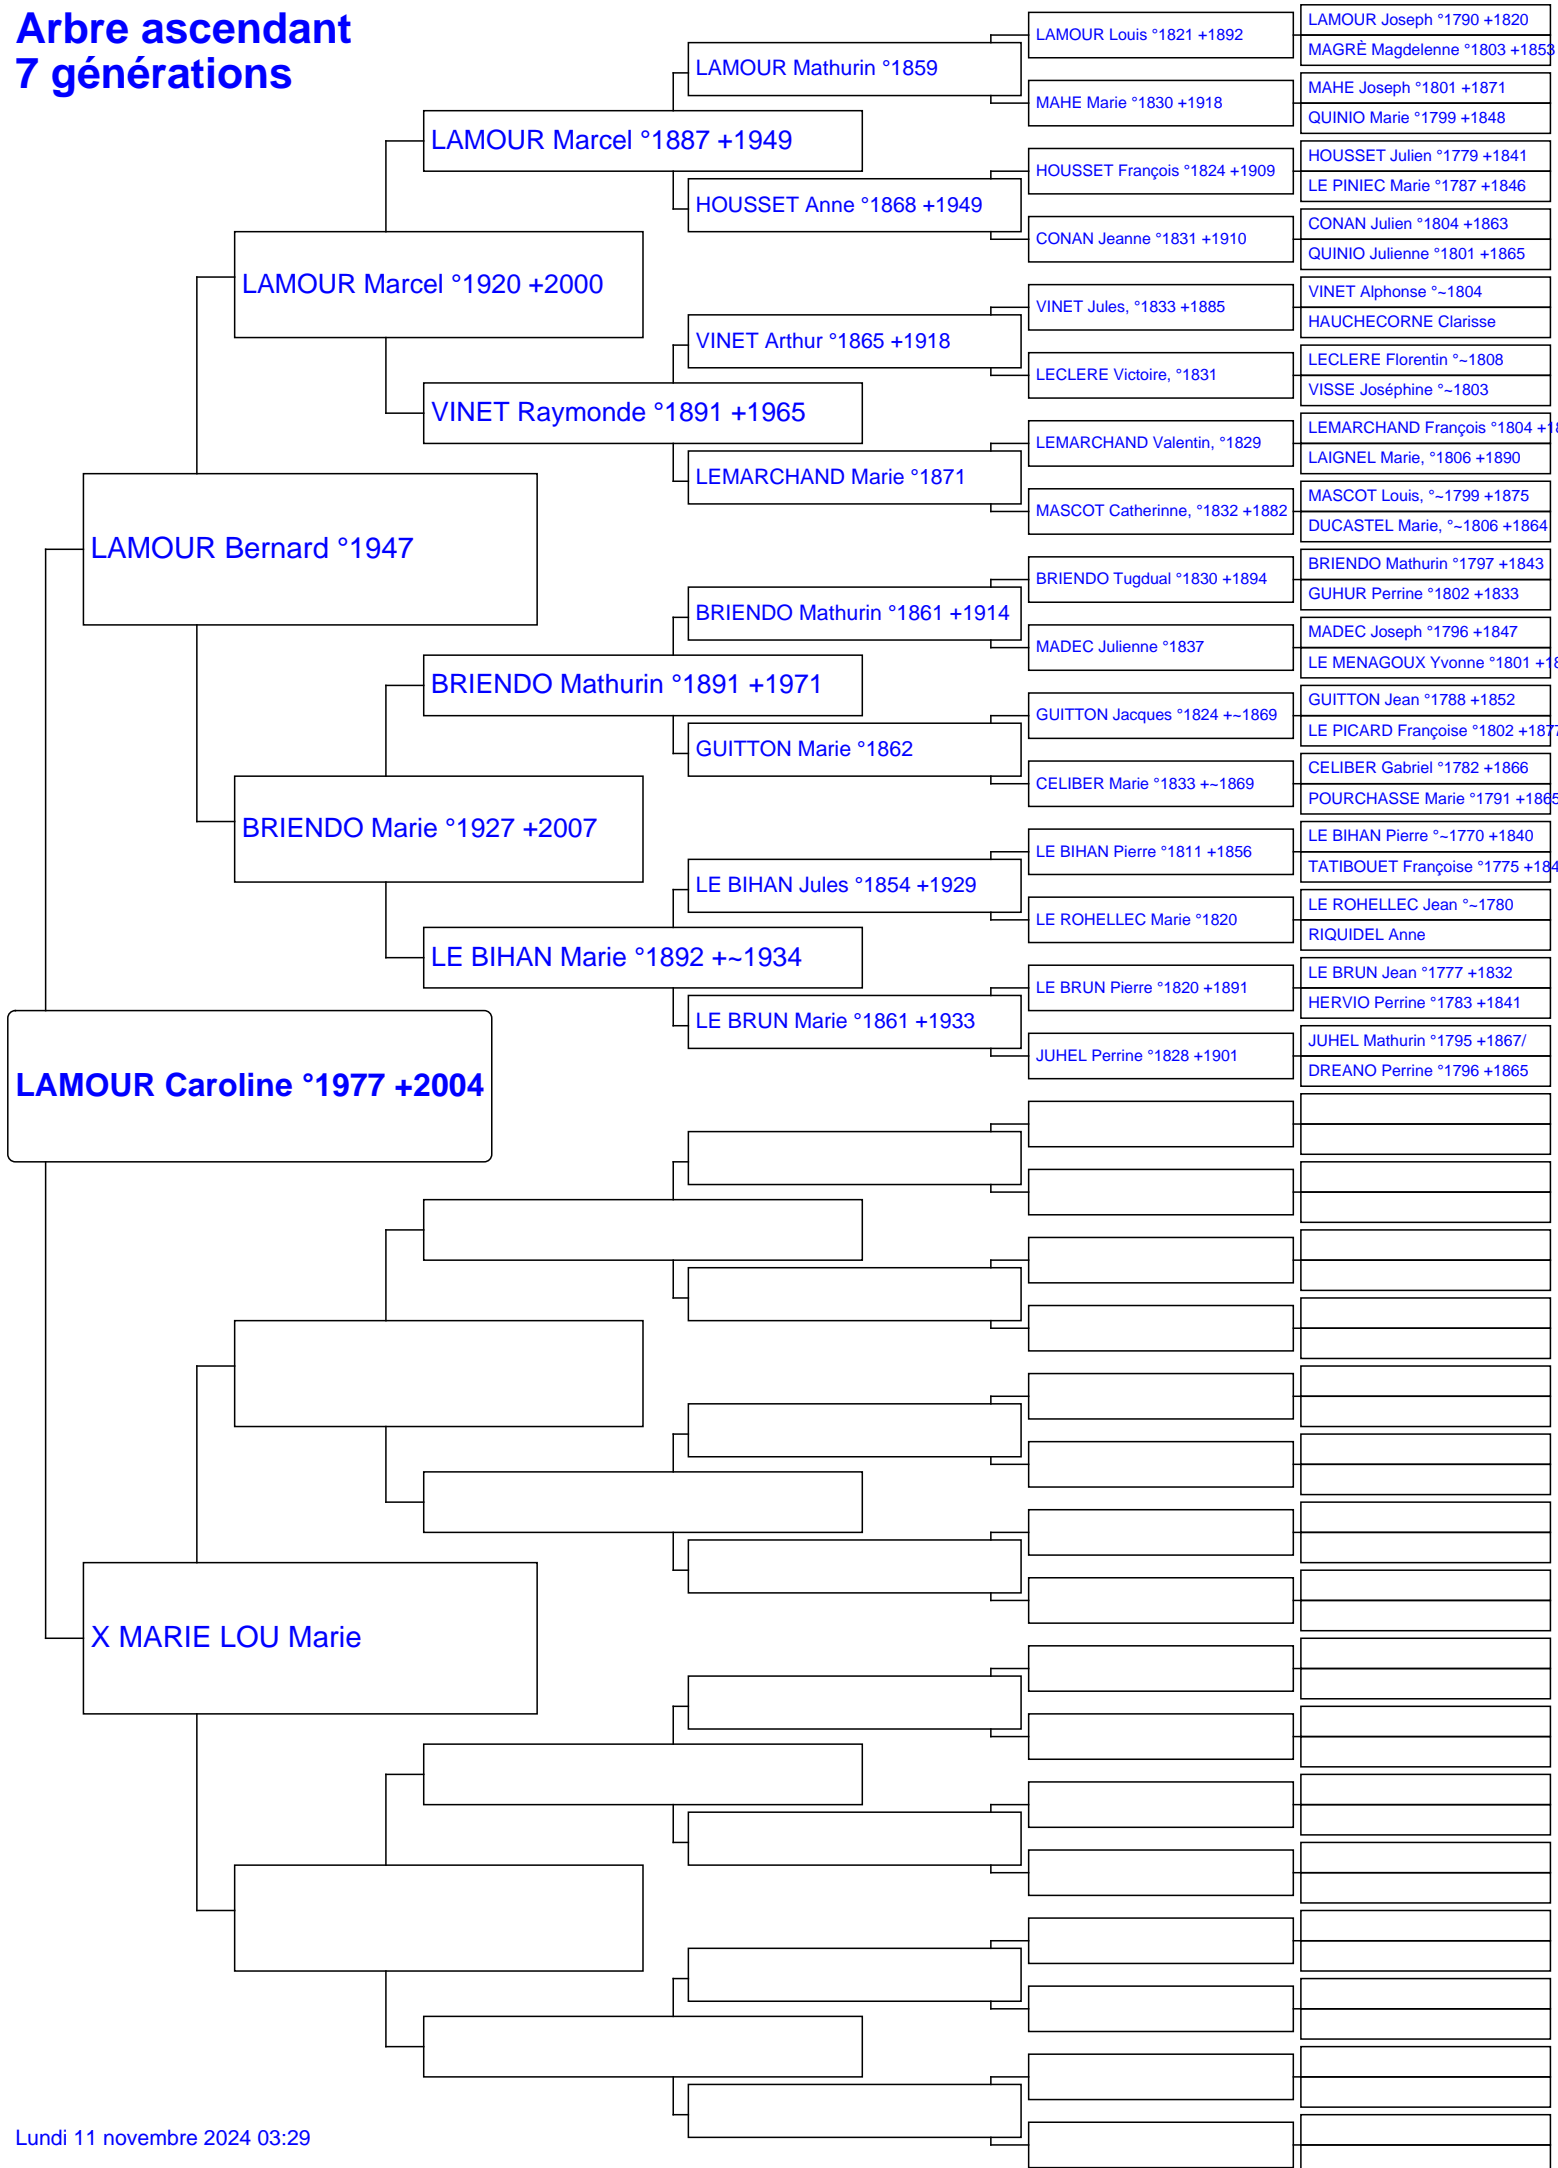 Arbre ascendant
7 générations
LAMOUR Caroline °1977 +2004
LAMOUR Bernard °1947
X MARIE LOU Marie
LAMOUR Marcel °1920 +2000
BRIENDO Marie °1927 +2007
LAMOUR Marcel °1887 +1949
VINET Raymonde °1891 +1965
BRIENDO Mathurin °1891 +1971
LE BIHAN Marie °1892 +~1934
LAMOUR Mathurin °1859
HOUSSET Anne °1868 +1949
VINET Arthur °1865 +1918
LEMARCHAND Marie °1871
BRIENDO Mathurin °1861 +1914
GUITTON Marie °1862
LE BIHAN Jules °1854 +1929
LE BRUN Marie °1861 +1933
LAMOUR Louis °1821 +1892
MAHE Marie °1830 +1918
HOUSSET François °1824 +1909
CONAN Jeanne °1831 +1910
VINET Jules, °1833 +1885
LECLERE Victoire, °1831
LEMARCHAND Valentin, °1829
MASCOT Catherinne, °1832 +1882
BRIENDO Tugdual °1830 +1894
MADEC Julienne °1837
GUITTON Jacques °1824 +~1869
CELIBER Marie °1833 +~1869
LE BIHAN Pierre °1811 +1856
LE ROHELLEC Marie °1820
LE BRUN Pierre °1820 +1891
JUHEL Perrine °1828 +1901
LAMOUR Joseph °1790 +1820
MAGRÈ Magdelenne °1803 +1853
MAHE Joseph °1801 +1871
QUINIO Marie °1799 +1848
HOUSSET Julien °1779 +1841
LE PINIEC Marie °1787 +1846
CONAN Julien °1804 +1863
QUINIO Julienne °1801 +1865
VINET Alphonse °~1804
HAUCHECORNE Clarisse
LECLERE Florentin °~1808
VISSE Joséphine °~1803
LEMARCHAND François °1804 +18
LAIGNEL Marie, °1806 +1890
MASCOT Louis, °~1799 +1875
DUCASTEL Marie, °~1806 +1864
BRIENDO Mathurin °1797 +1843
GUHUR Perrine °1802 +1833
MADEC Joseph °1796 +1847
LE MENAGOUX Yvonne °1801 +18
GUITTON Jean °1788 +1852
LE PICARD Françoise °1802 +1877
CELIBER Gabriel °1782 +1866
POURCHASSE Marie °1791 +1865
LE BIHAN Pierre °~1770 +1840
TATIBOUET Françoise °1775 +184
LE ROHELLEC Jean °~1780
RIQUIDEL Anne
LE BRUN Jean °1777 +1832
HERVIO Perrine °1783 +1841
JUHEL Mathurin °1795 +1867/
DREANO Perrine °1796 +1865
Lundi 11 novembre 2024 03:29